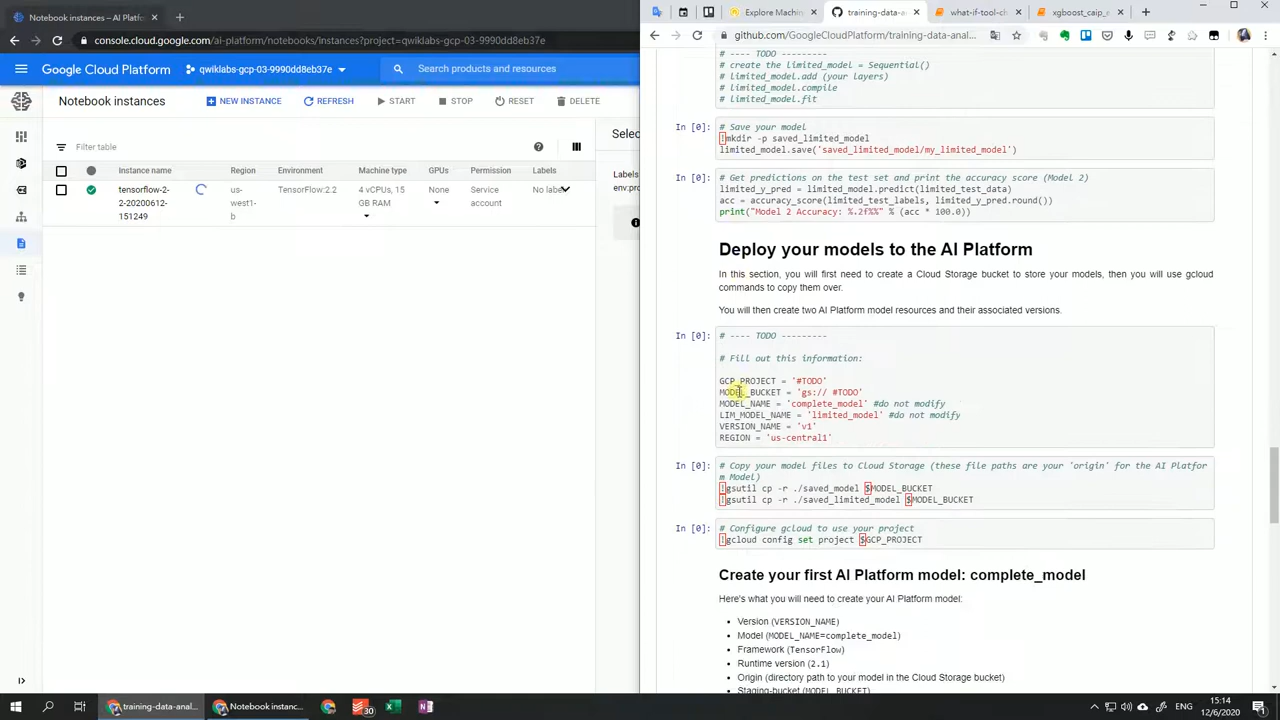 Notebook instances – AI Platform
console.cloud.google.com/ai-platform/notebooks/instances?project=qwiklabs-gcp-03-9990dd8eb37e
Google Cloud Platform
qwiklabs-gcp-03-9990dd8eb37e
Search products and resources
Notebook instances
NEW INSTANCE
REFRESH
START
STOP
RESET
DELETE
Selec
Filter table
Instance name
Region
Environment
Machine type
GPUs
Permission
Labels
tensorflow-2-
2-20200612-
151249
us-
west1-
b
TensorFlow:2.2
4 vCPUs, 15
GB RAM
None
Service
account
No labe
Labels
env:pro
Explore Machin
training-data-a
what-if-tool-ch
xgboost_caip_e
github.com/GoogleCloudPlatform/training-data-anal...
# ---- TODO
# create the limited_model = Sequential()
# limited_model.add (your layers)
# limited_model.compile
# limited_model.fit
In [0]:
# Save your model
!mkdir -p saved_limited_model
limited_model.save('saved_limited_model/my_limited_model')
In [0]:
# Get predictions on the test set and print the accuracy score (Model 2)
limited_y_pred = limited_model.predict(limited_test_data)
acc = accuracy_score(limited_test_labels, limited_y_pred.round())
print("Model 2 Accuracy: %.2f%%" % (acc * 100.0))
Deploy your models to the AI Platform
In this section, you will first need to create a Cloud Storage bucket to store your models, then you will use gcloud
commands to copy them over.
You will then create two AI Platform model resources and their associated versions.
In [0]:
# ---- TODO ---------
# Fill out this information:
GCP_PROJECT = '#TODO'
MODEL_BUCKET = 'gs:// #TODO'
MODEL_NAME = 'complete_model' #do not modify
LIM_MODEL_NAME = 'limited_model' #do not modify
VERSION_NAME = 'v1'
REGION = 'us-central1'
In [0]:
# Copy your model files to Cloud Storage (these file paths are your 'origin' for the AI Platfor
m Model)
!gsutil cp -r ./saved_model $MODEL_BUCKET
!gsutil cp -r ./saved_limited_model $MODEL_BUCKET
In [0]:
# Configure gcloud to use your project
!gcloud config set project $GCP_PROJECT
Create your first AI Platform model: complete_model
Here's what you will need to create your AI Platform model:
• Version (VERSION_NAME)
• Model (MODEL_NAME=complete_model)
• Framework (TensorFlow)
• Runtime version (2.1)
• Origin (directory path to your model in the Cloud Storage bucket)
• Staging-bucket (MODEL_BUCKET)
training-data-anal...
Notebook instanc...
30
ENG
15:14
12/6/2020